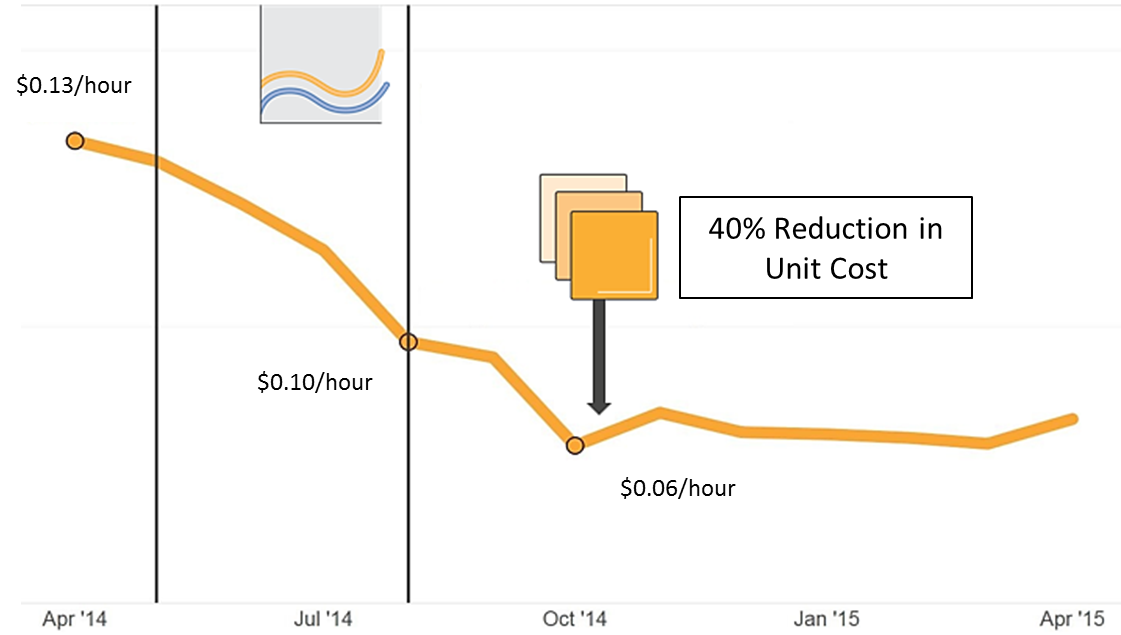 $0.13/hour
40% Reduction in
Unit Cost
$0.10/hour
$0.06/hour
Apr '14
Jul '14
Oct '14
Jan '15
Apr '15